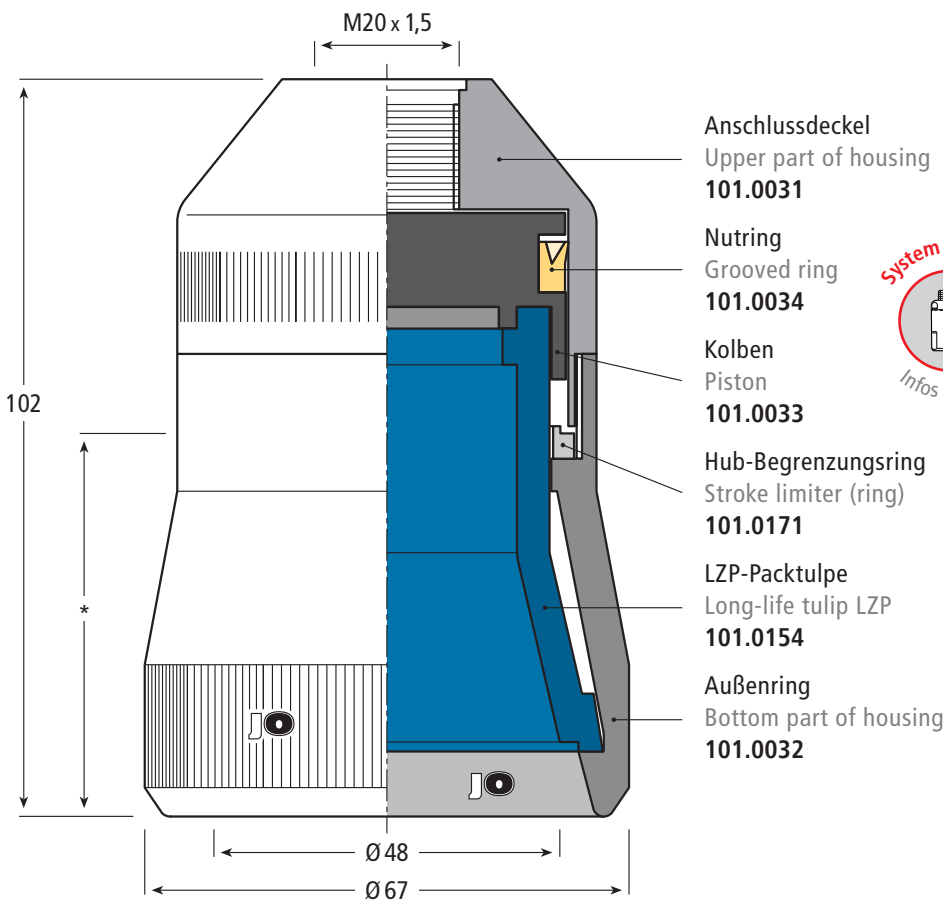 M20 x 1,5
102
*
Ø 48
Ø 67
JO
JO
Anschlussdeckel
Upper part of housing
101.0031
Nutring
Grooved ring
101.0034
Kolben
Piston
101.0033
Hub-Begrenzungsring
Stroke limiter (ring)
101.0171
LZP-Packtulpe
Long-life tulip LZP
101.0154
Außenring
Bottom part of housing
101.0032
System
Infos